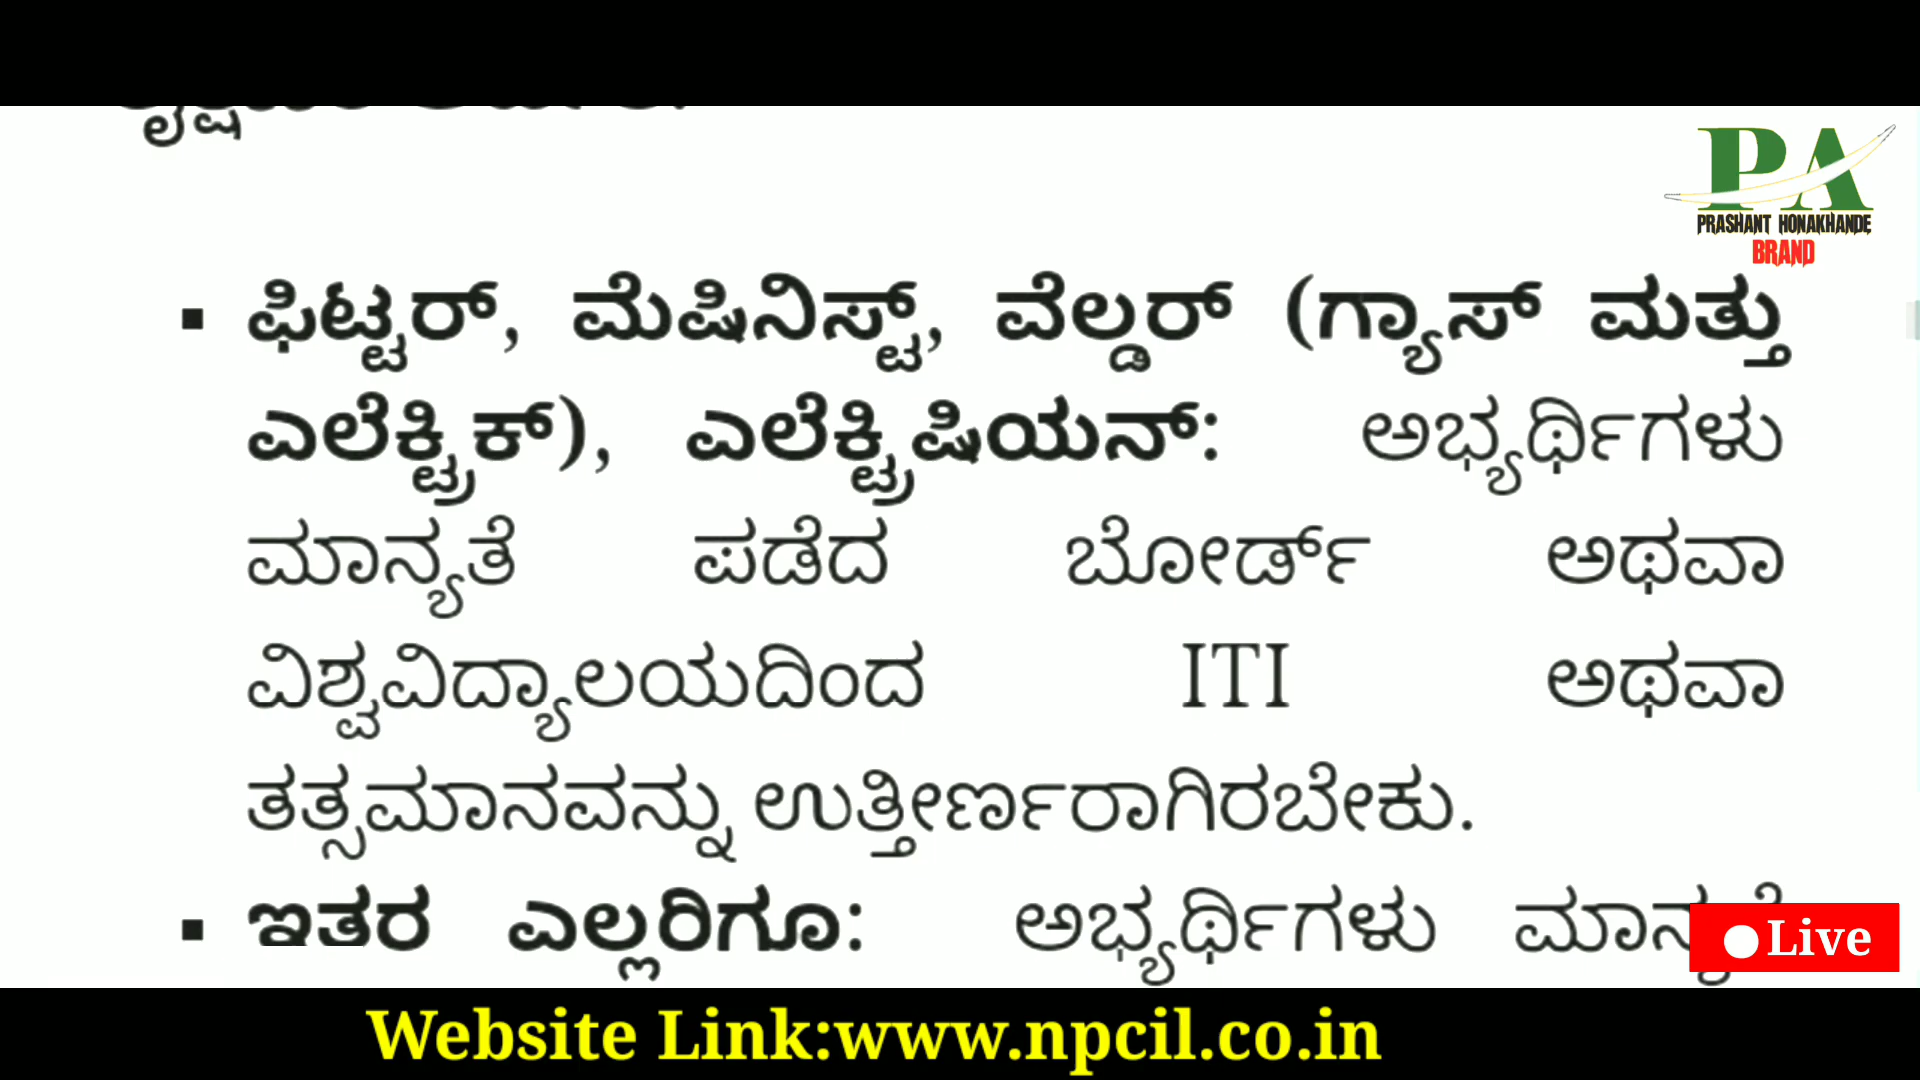 PA
PRASHANT HONAKHANDE
BRAND
▪ ಫಿಟ್ಟರ್, ಮೆಷಿನಿಸ್ಟ್, ವೆಲ್ಡರ್ (ಗ್ಯಾಸ್ ಮತ್ತು
ಎಲೆಕ್ಟ್ರಿಕ್), ಎಲೆಕ್ಟ್ರಿಷಿಯನ್: ಅಭ್ಯರ್ಥಿಗಳು
ಮಾನ್ಯತೆ ಪಡೆದ ಬೋರ್ಡ್ ಅಥವಾ
ವಿಶ್ವವಿದ್ಯಾಲಯದಿಂದ ITI ಅಥವಾ
ತತ್ಸಮಾನವನ್ನು ಉತ್ತೀರ್ಣರಾಗಿರಬೇಕು.
▪ ಇತರ ಎಲ್ಲರಿಗೂ: ಅಭ್ಯರ್ಥಿಗಳು
Live
Website Link:www.npcil.co.in